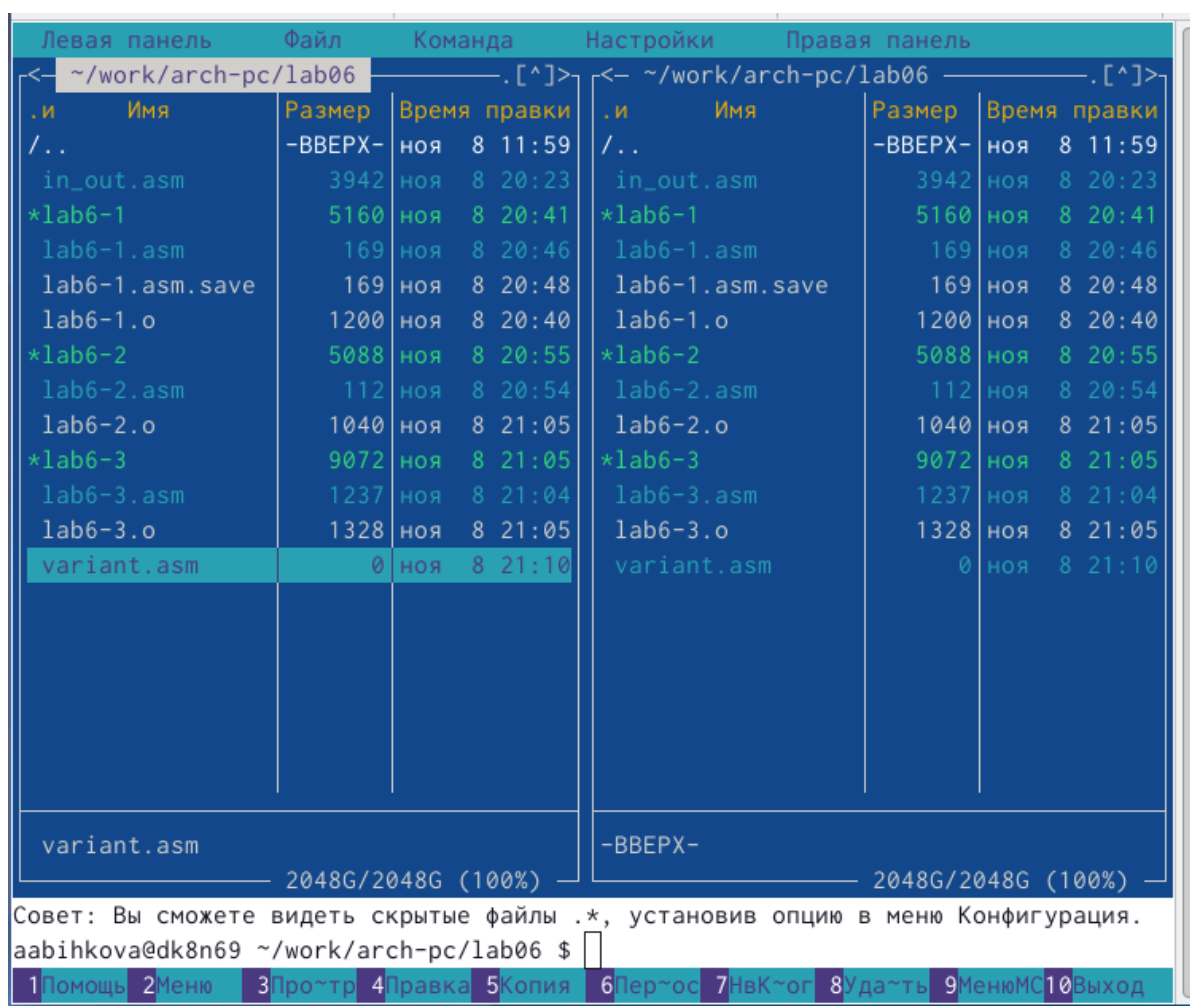 Левая панель Файл Команда Настройки Правая панель
<– ~/work/arch-pc/lab06 .[^]> <– ~/work/arch-pc/lab06 .[^]>
.и Имя Размер Время правки .и Имя Размер Время правки
/.. -ВВЕРХ- ноя 8 11:59 /.. -ВВЕРХ- ноя 8 11:59
in_out.asm 3942 ноя 8 20:23 in_out.asm 3942 ноя 8 20:23
*lab6-1 5160 ноя 8 20:41 *lab6-1 5160 ноя 8 20:41
lab6-1.asm 169 ноя 8 20:46 lab6-1.asm 169 ноя 8 20:46
lab6-1.asm.save 169 ноя 8 20:48 lab6-1.asm.save 169 ноя 8 20:48
lab6-1.o 1200 ноя 8 20:40 lab6-1.o 1200 ноя 8 20:40
*lab6-2 5088 ноя 8 20:55 *lab6-2 5088 ноя 8 20:55
lab6-2.asm 112 ноя 8 20:54 lab6-2.asm 112 ноя 8 20:54
lab6-2.o 1040 ноя 8 21:05 lab6-2.o 1040 ноя 8 21:05
*lab6-3 9072 ноя 8 21:05 *lab6-3 9072 ноя 8 21:05
lab6-3.asm 1237 ноя 8 21:04 lab6-3.asm 1237 ноя 8 21:04
lab6-3.o 1328 ноя 8 21:05 lab6-3.o 1328 ноя 8 21:05
variant.asm 0 ноя 8 21:10 variant.asm 0 ноя 8 21:10
variant.asm -ВВЕРХ-
2048G/2048G (100%) 2048G/2048G (100%)
Совет: Вы сможете видеть скрытые файлы .*, установив опцию в меню Конфигурация.
aabihkova@dk8n69 ~/work/arch-pc/lab06 $
1Помощь 2Меню 3Про~тр 4Правка 5Копия 6Пер~ос 7НвК~ог 8Уда~ть 9МенюMC 10Выход